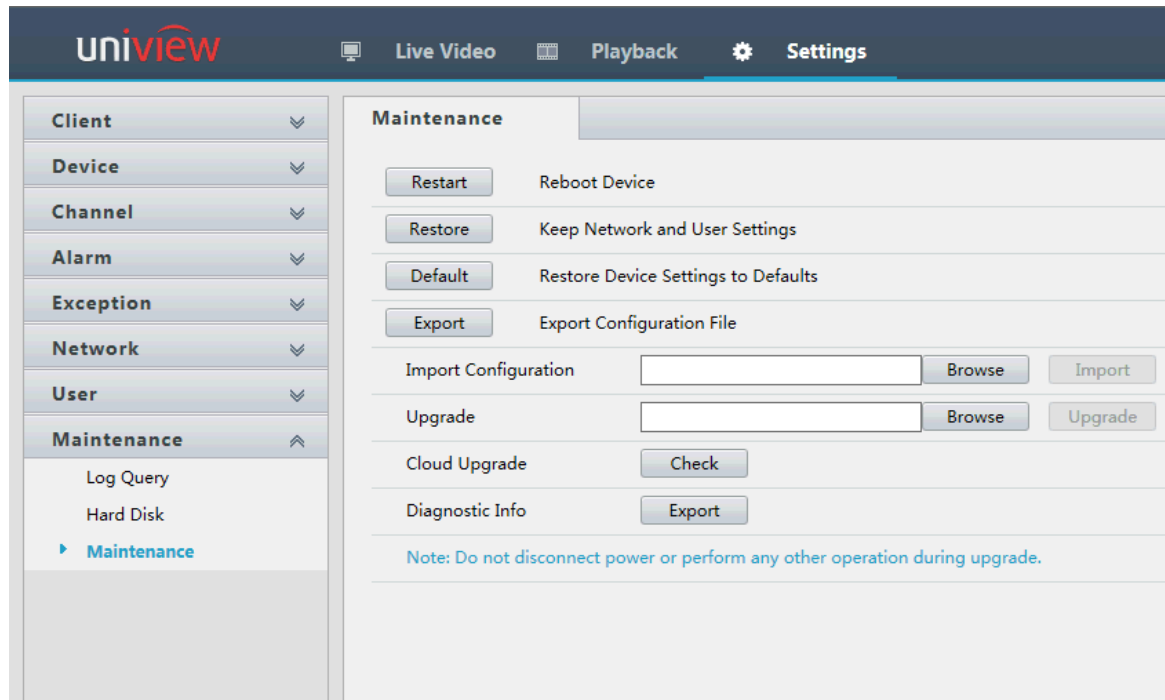 uniview
Live Video
Playback
Settings
Client
Device
Channel
Alarm
Exception
Network
User
Maintenance
Log Query
Hard Disk
Maintenance
Maintenance
Restart Reboot Device
Restore Keep Network and User Settings
Default Restore Device Settings to Defaults
Export Export Configuration File
Import Configuration Browse Import
Upgrade Browse Upgrade
Cloud Upgrade Check
Diagnostic Info Export
Note: Do not disconnect power or perform any other operation during upgrade.